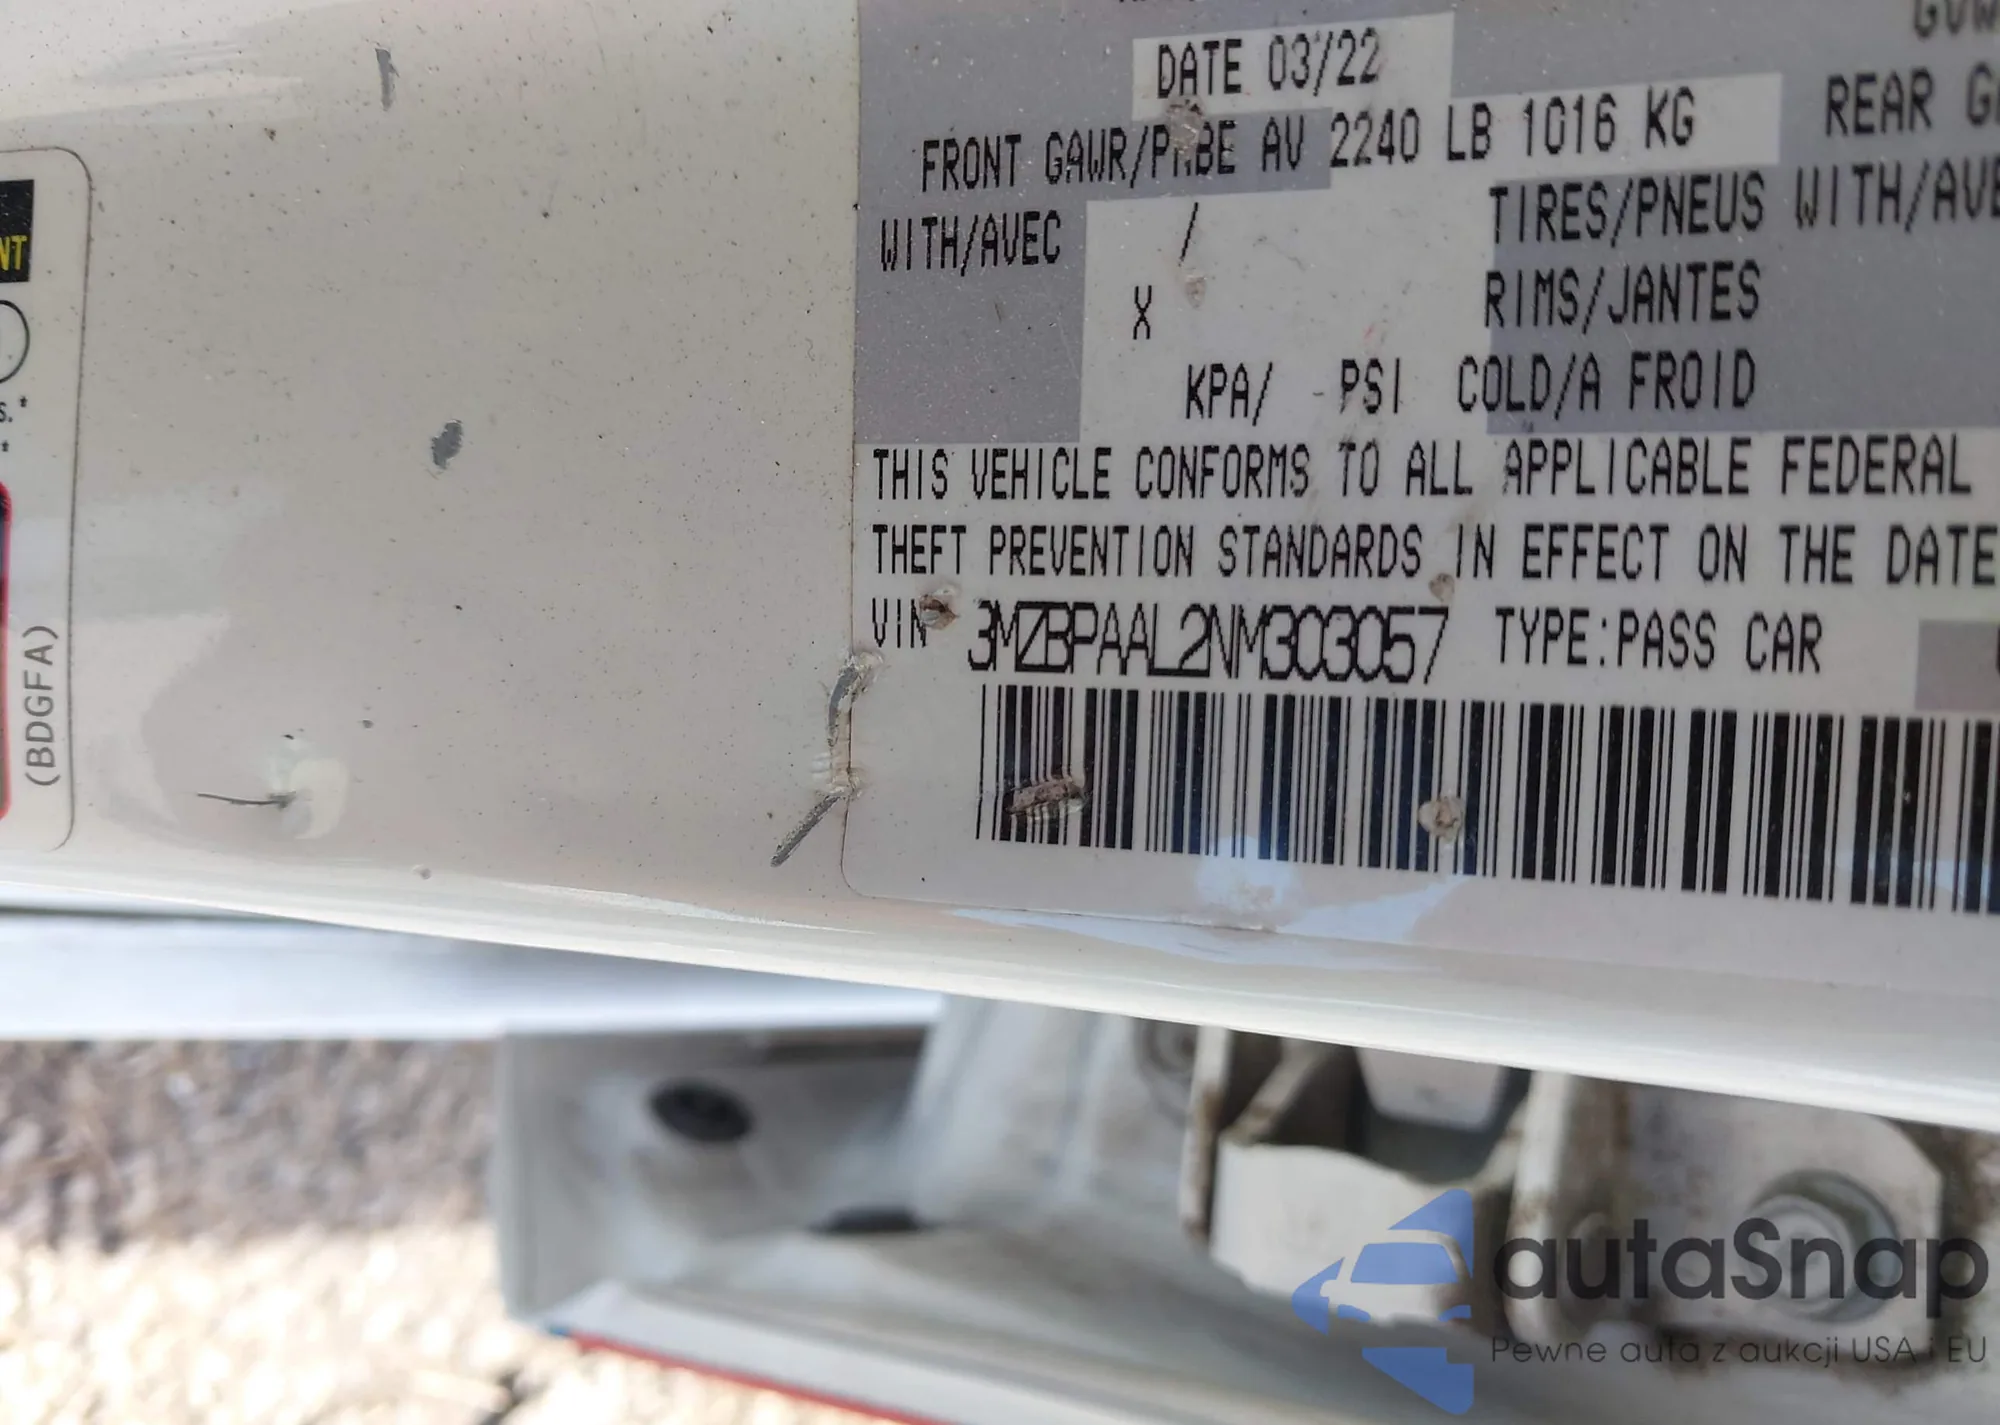 DATE 03/22
FRONT GAWR/PNBE AV 2240 LB 1016 KG
REAR
WITH/AVEC /
TIRES/PNEUS WITH/AVE
X
RIMS/JANTES
KPA/ PSI COLD/A FROID
THIS VEHICLE CONFORMS TO ALL APPLICABLE FEDERAL
THEFT PREVENTION STANDARDS IN EFFECT ON THE DATE
VIN 3MZBPAAL2NM303057 TYPE:PASS CAR
NT
(BDGFA)
autaSnap
Pewne auta z aukcji USA i EU